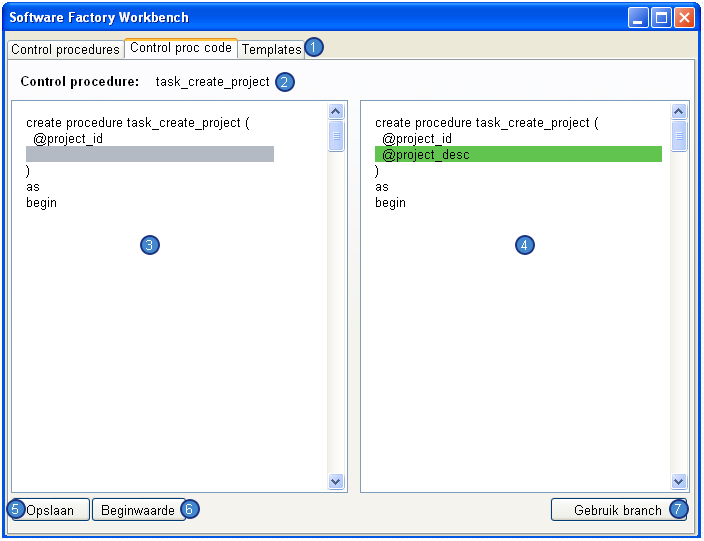 Software Factory Workbench
Control procedures Control proc code Templates 1
Control procedure: task_create_project 2
create procedure task_create_project (
@project_id
)
as
begin
3
create procedure task_create_project (
@project_id
@project_desc
)
as
begin
4
5 Opslaan Beginwaarde 6 Gebruik branch 7